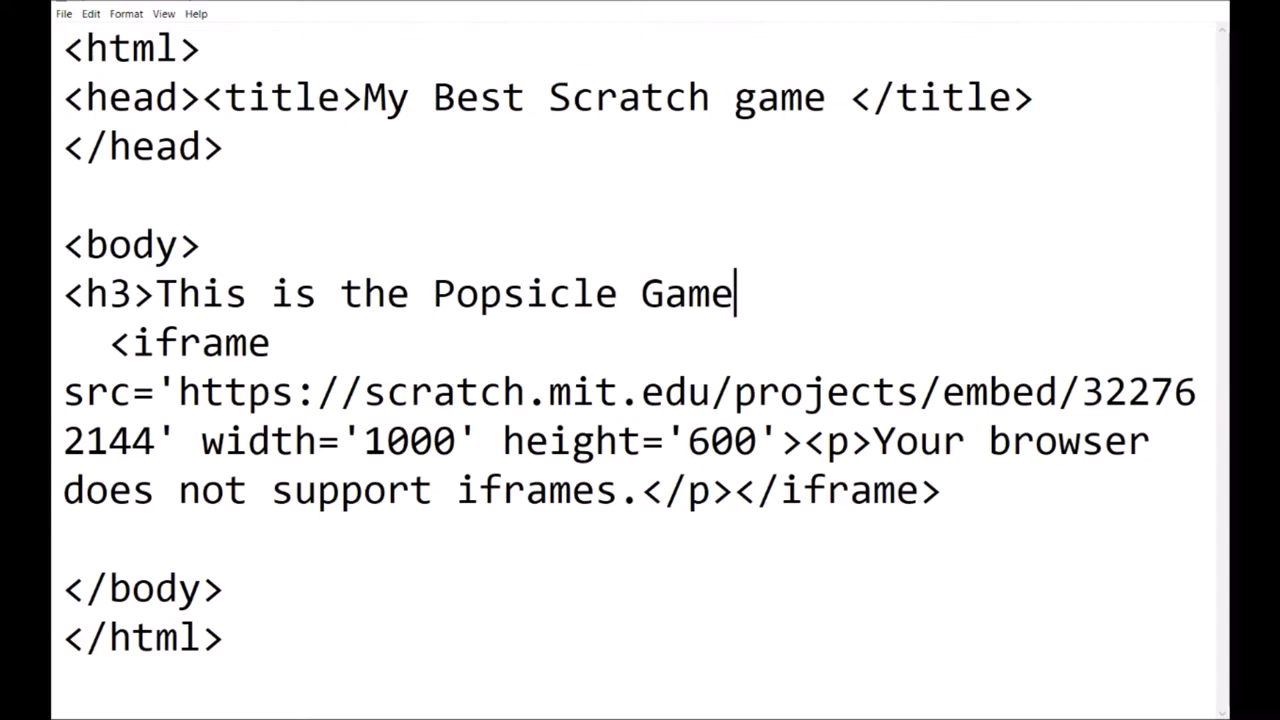 File Edit Format View Help
<html>
<head><title>My Best Scratch game </title>
</head>
<body>
<h3>This is the Popsicle Game
<iframe
src='https://scratch.mit.edu/projects/embed/32276
2144' width='1000' height='600'><p>Your browser
does not support iframes.</p></iframe>
</body>
</html>